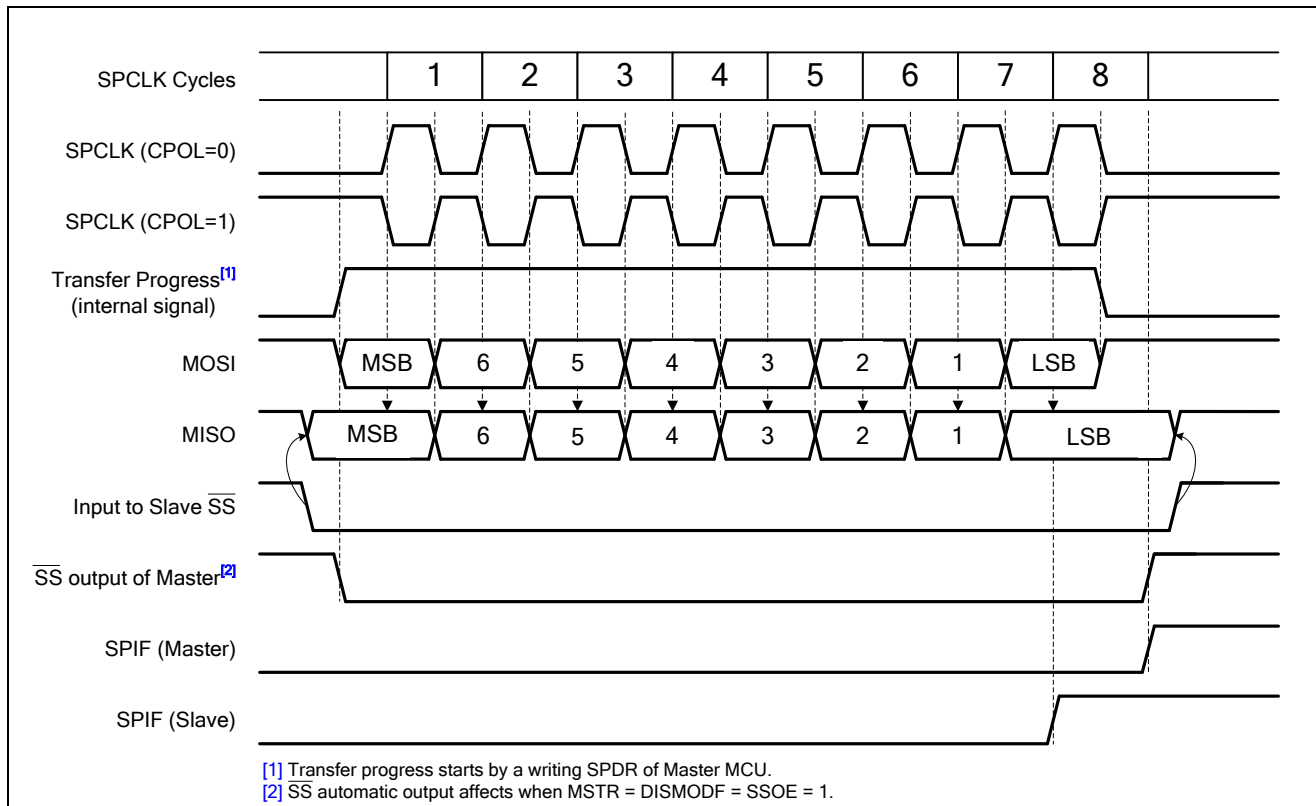 SPCLK Cycles 1 2 3 4 5 6 7 8
SPCLK (CPOL=0)
SPCLK (CPOL=1)
Transfer Progress[1]
(internal signal)
MOSI MSB 6 5 4 3 2 1 LSB
MISO MSB 6 5 4 3 2 1 LSB
Input to Slave S̅S̅
S̅S̅ output of Master[2]
SPIF (Master)
SPIF (Slave)
[1] Transfer progress starts by a writing SPDR of Master MCU.
[2] S̅S̅ automatic output affects when MSTR = DISMODF = SSOE = 1.